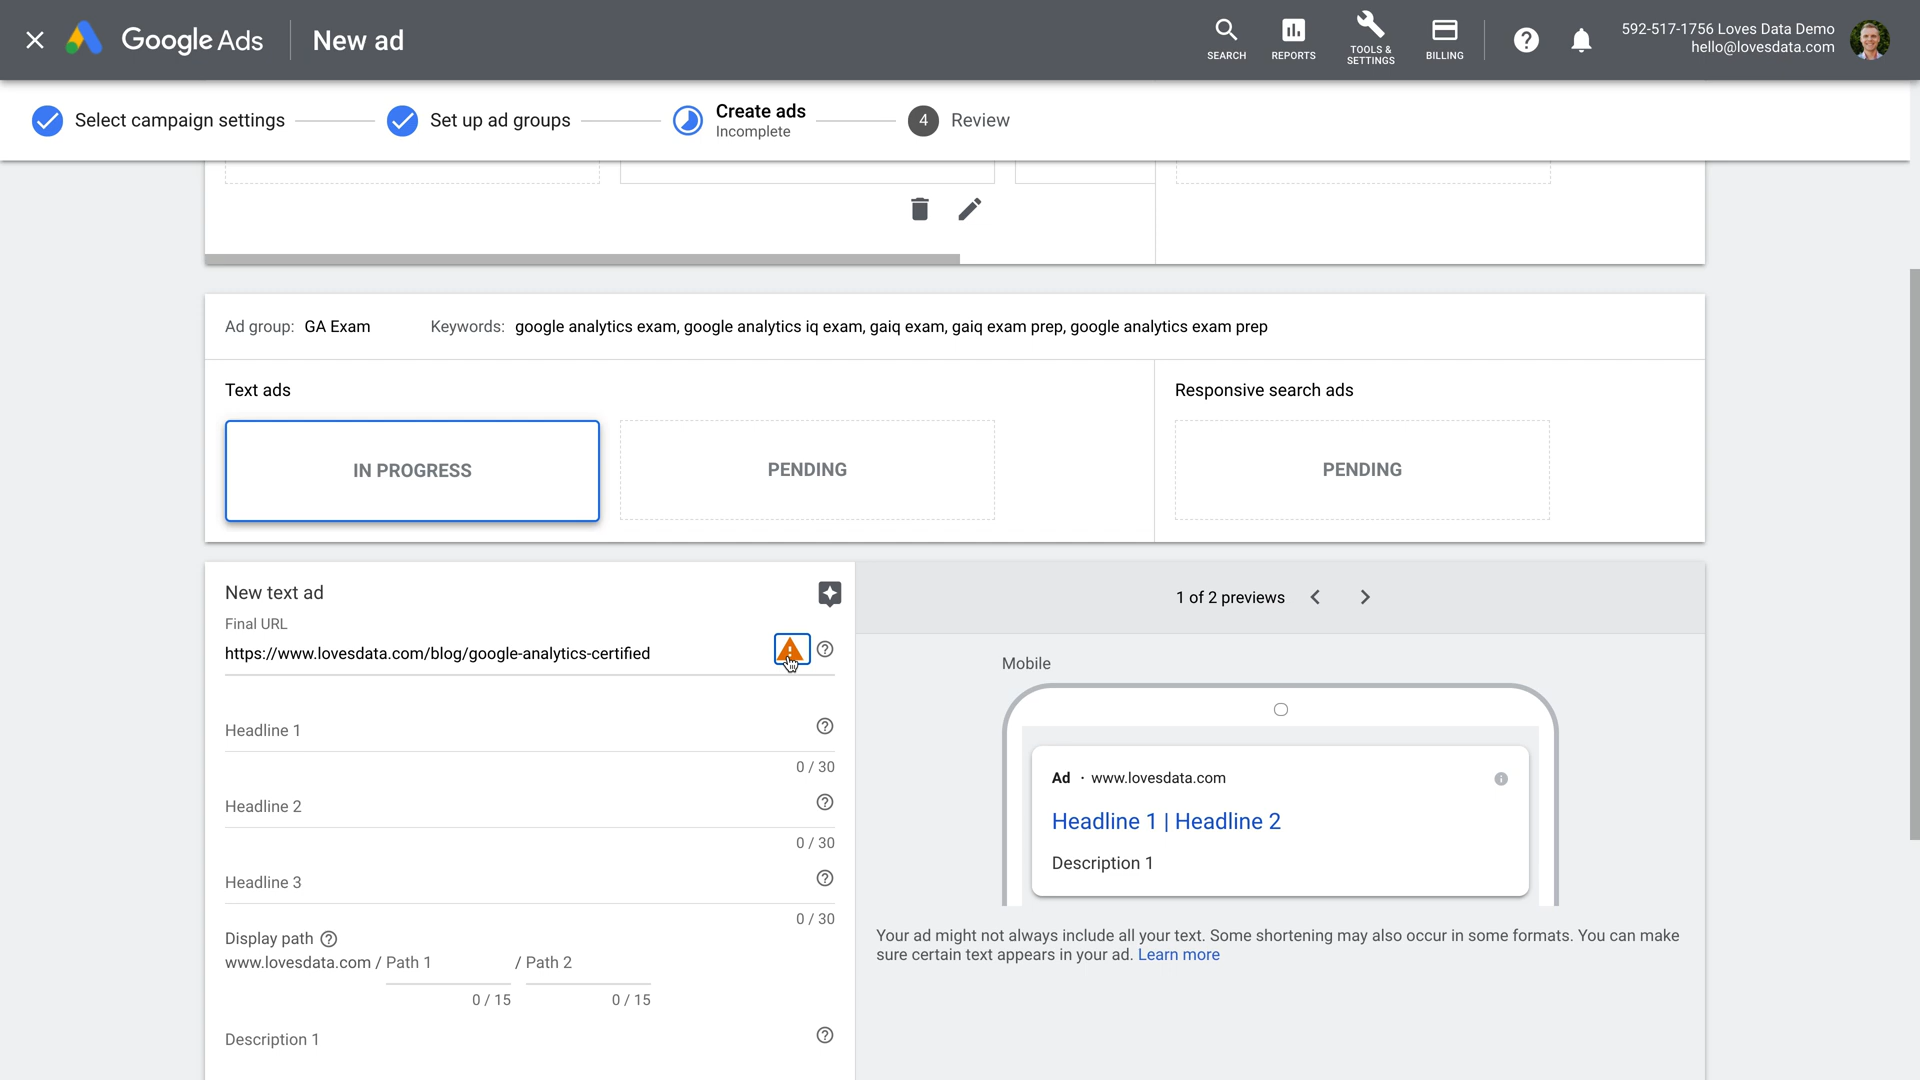 Google Ads
New ad
SEARCH
REPORTS
TOOLS &
SETTINGS
BILLING
592-517-1756 Loves Data Demo
hello@lovesdata.com
Select campaign settings
Set up ad groups
Create ads
Incomplete
4
Review
Ad group: GA Exam
Keywords: google analytics exam, google analytics iq exam, gaiq exam, gaiq exam prep, google analytics exam prep
Text ads
Responsive search ads
IN PROGRESS
PENDING
PENDING
New text ad
Final URL
https://www.lovesdata.com/blog/google-analytics-certified
Headline 1
0 / 30
Headline 2
0 / 30
Headline 3
0 / 30
Display path
www.lovesdata.com / Path 1 / Path 2
0 / 15 0 / 15
Description 1
1 of 2 previews
Mobile
Ad · www.lovesdata.com
Headline 1 | Headline 2
Description 1
Your ad might not always include all your text. Some shortening may also occur in some formats. You can make
sure certain text appears in your ad. Learn more